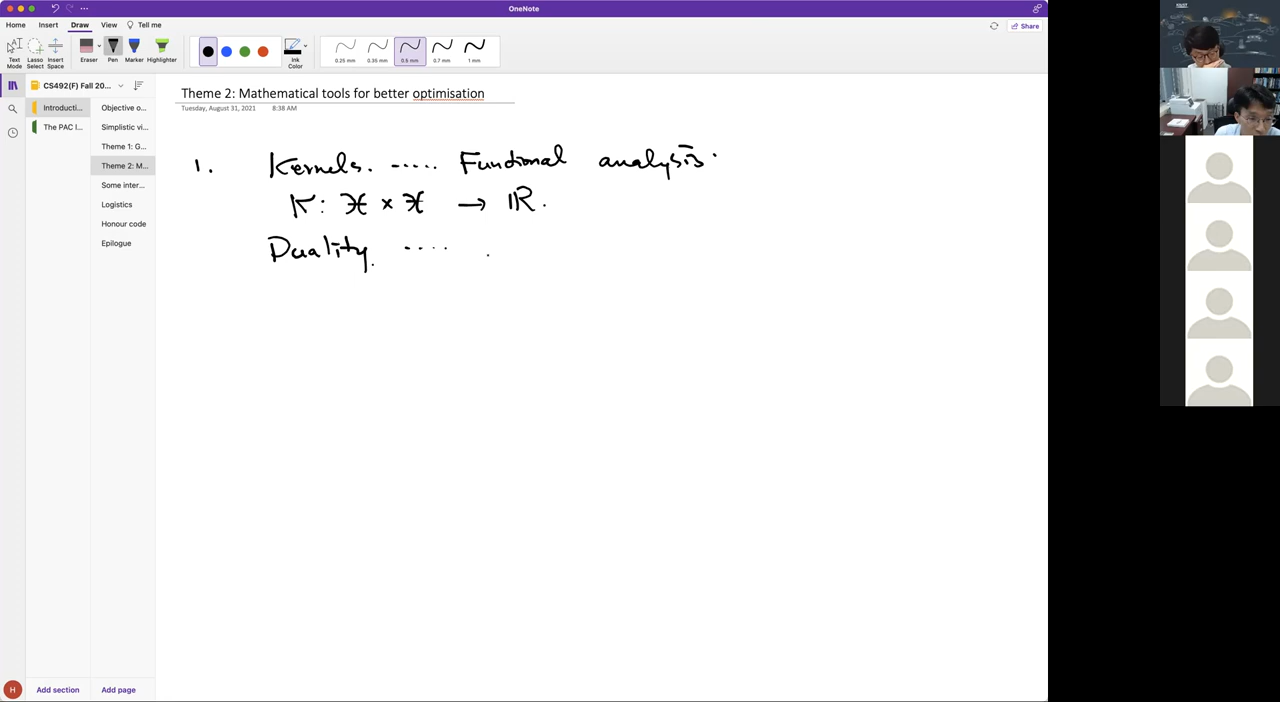 OneNote
Home Insert Draw View Tell me
Share
Text Mode
Lasso Select
Insert Space
Eraser
Pen
Marker
Highlighter
Ink Color
0.25 mm
0.35 mm
0.5 mm
0.7 mm
1 mm
CS492(F) Fall 20...
Introducti...
The PAC l...
Objective o...
Simplistic vi...
Theme 1: G...
Theme 2: M...
Some inter...
Logistics
Honour code
Epilogue
Theme 2: Mathematical tools for better optimisation
Tuesday, August 31, 2021 8:38 AM
1. Kernels. ..... Functional analysis.
K: 𝒳 × 𝒳 → ℝ.
Duality. ....
H
Add section
Add page